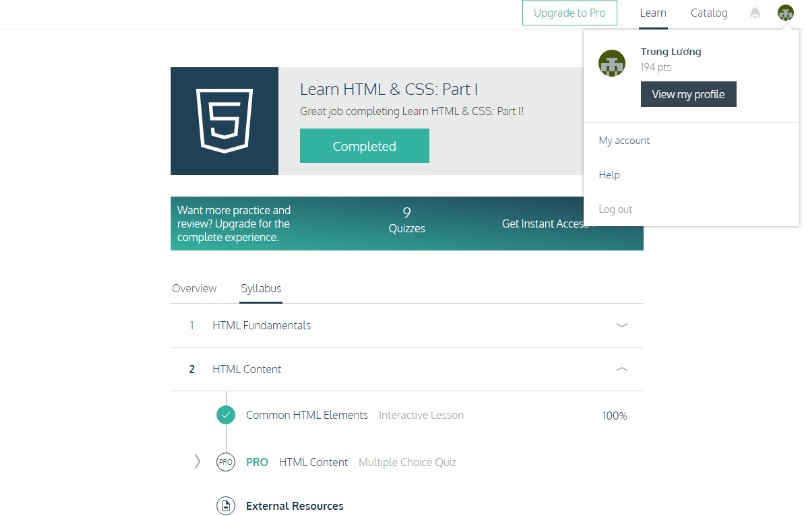 Upgrade to Pro
Learn
Catalog
Trung Lương
194 pts
View my profile
My account
Help
Log out
Learn HTML & CSS: Part I
Great job completing Learn HTML & CSS: Part I!
Completed
Want more practice and
review? Upgrade for the
complete experience.
9
Quizzes
Get Instant Access
Overview
Syllabus
1 HTML Fundamentals
2 HTML Content
Common HTML Elements Interactive Lesson 100%
PRO PRO HTML Content Multiple Choice Quiz
External Resources